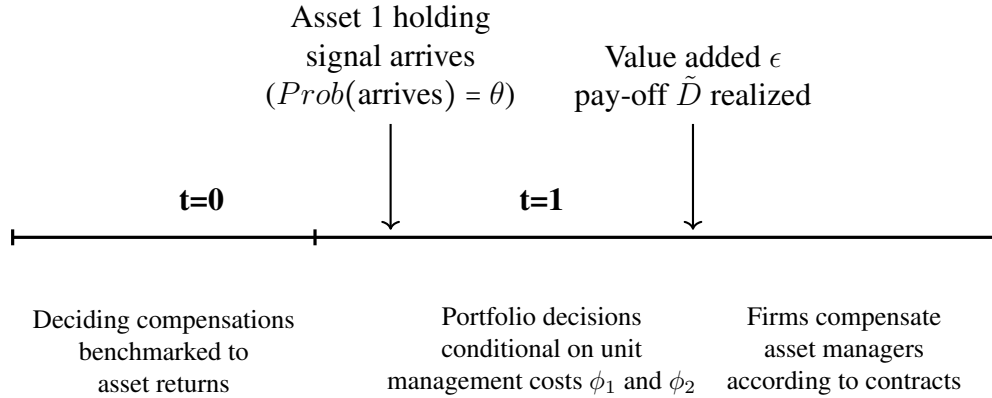 Asset 1 holding
signal arrives
(Prob(arrives) = θ)
Value added ϵ
pay-off D̃ realized
t=0
t=1
Deciding compensations
benchmarked to
asset returns
Portfolio decisions
conditional on unit
management costs ϕ₁ and ϕ₂
Firms compensate
asset managers
according to contracts